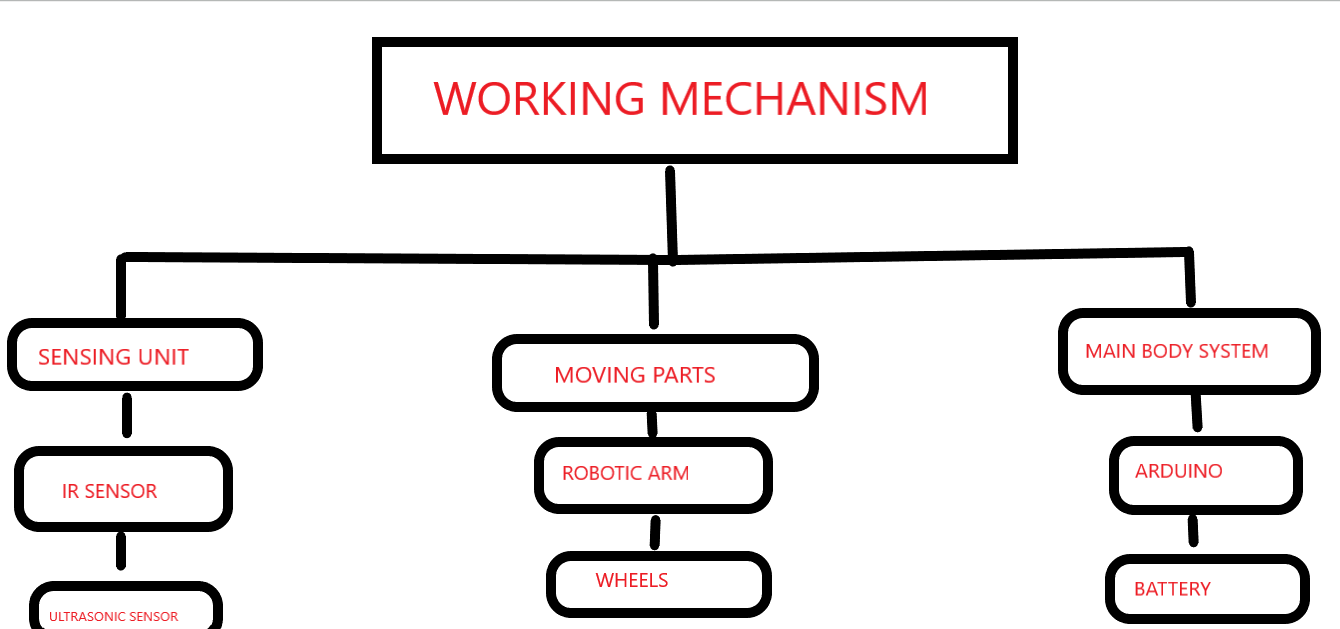 WORKING MECHANISM
SENSING UNIT
MOVING PARTS
MAIN BODY SYSTEM
IR SENSOR
ROBOTIC ARM
ARDUINO
ULTRASONIC SENSOR
WHEELS
BATTERY